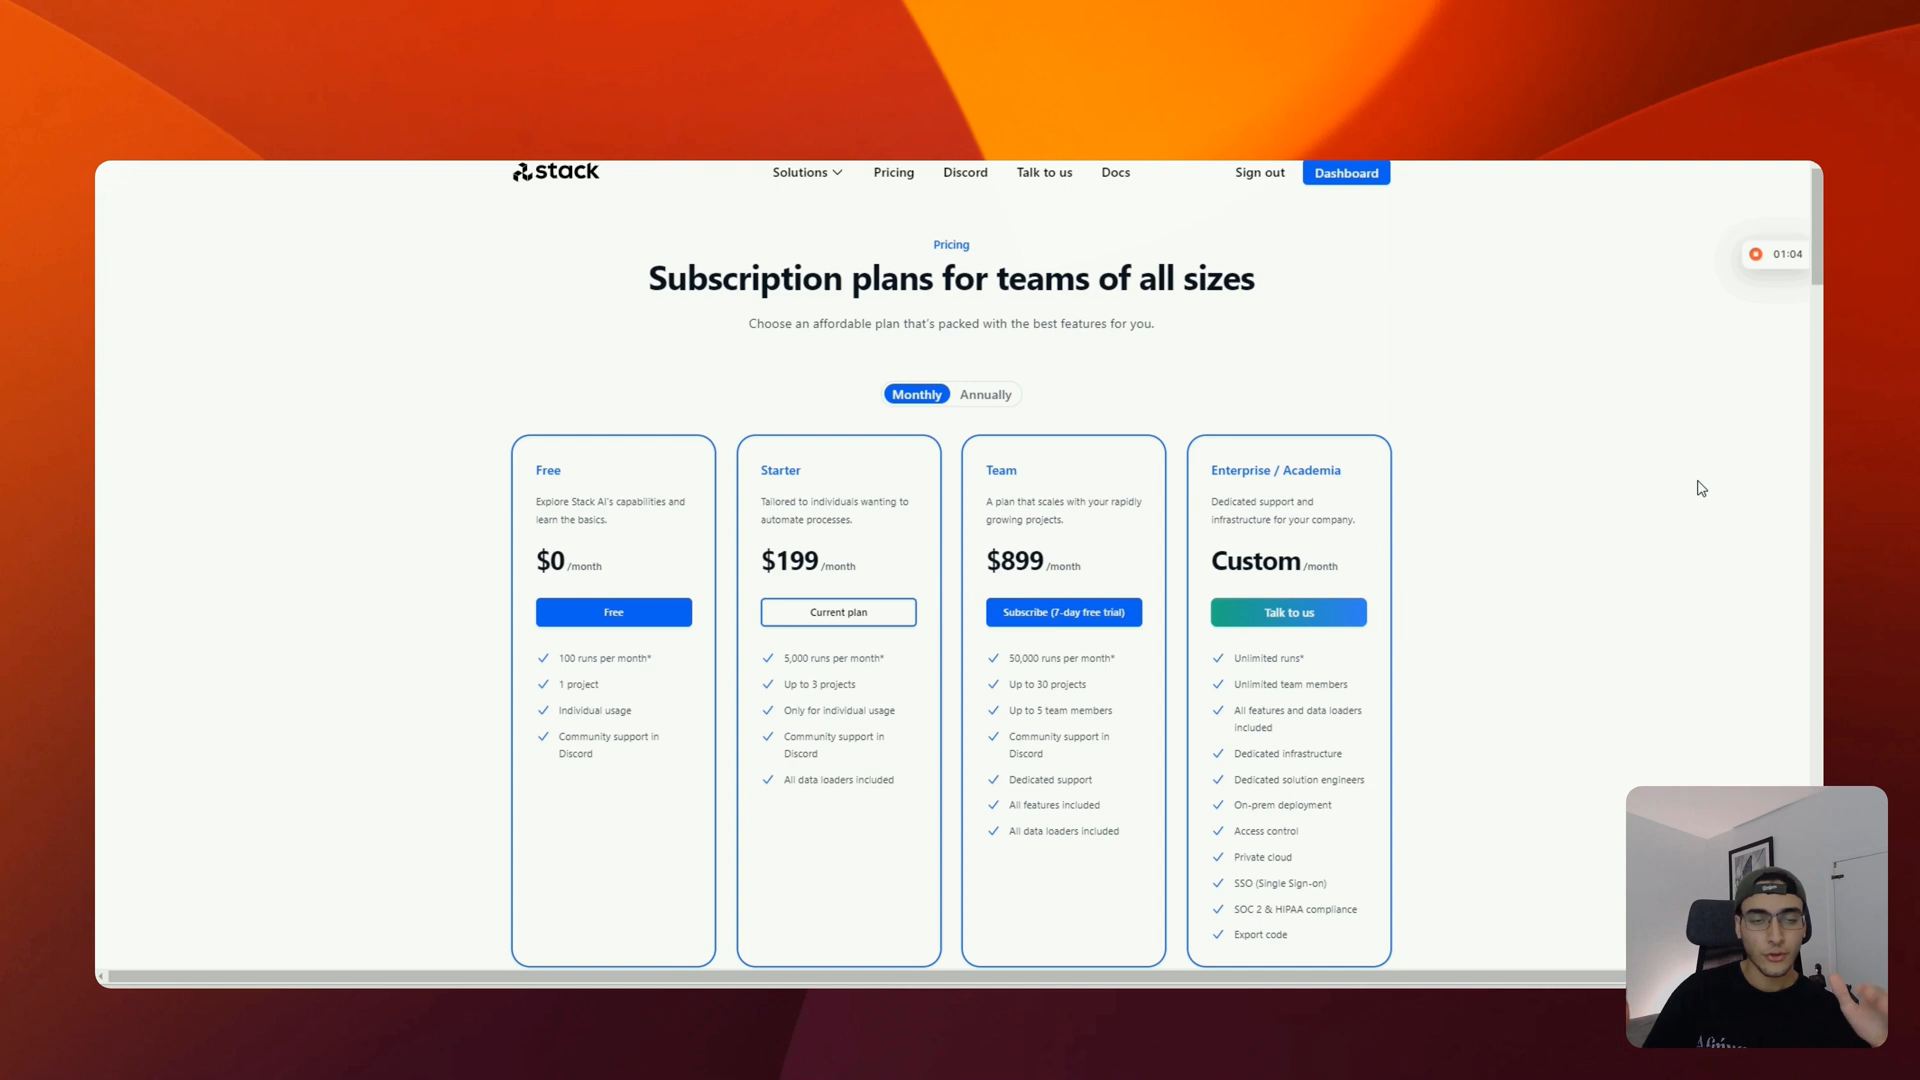 stack
Solutions
Pricing
Discord
Talk to us
Docs
Sign out
Dashboard
01:04
Pricing
Subscription plans for teams of all sizes
Choose an affordable plan that's packed with the best features for you.
Monthly
Annually
Free
Explore Stack AI's capabilities and
learn the basics.
$0 /month
Free
100 runs per month*
1 project
Individual usage
Community support in
Discord
Starter
Tailored to individuals wanting to
automate processes.
$199 /month
Current plan
5,000 runs per month*
Up to 3 projects
Only for individual usage
Community support in
Discord
All data loaders included
Team
A plan that scales with your rapidly
growing projects.
$899 /month
Subscribe (7-day free trial)
50,000 runs per month*
Up to 30 projects
Up to 5 team members
Community support in
Discord
Dedicated support
All features included
All data loaders included
Enterprise / Academia
Dedicated support and
infrastructure for your company.
Custom /month
Talk to us
Unlimited runs*
Unlimited team members
All features and data loaders
included
Dedicated infrastructure
Dedicated solution engineers
On-prem deployment
Access control
Private cloud
SSO (Single Sign-on)
SOC 2 & HIPAA compliance
Export code